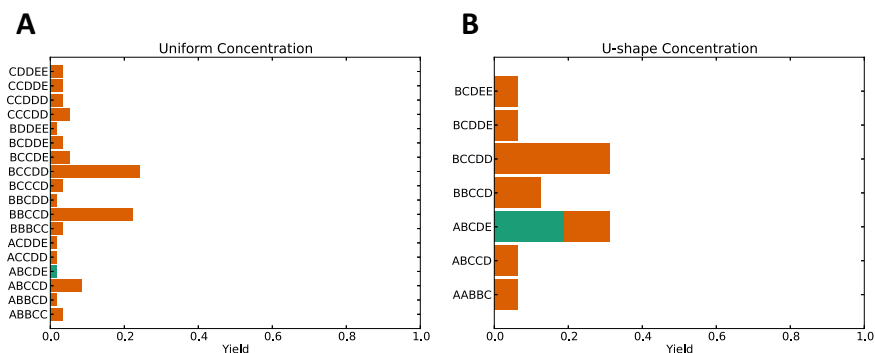 A
Uniform Concentration
CDDEE
CCDDE
CCDDD
CCCDD
BDDEE
BCDDE
BCCDE
BCCDD
BCCCD
BBCDD
BBCCD
BBBCC
ACDDE
ACCDD
ABCDE
ABCCD
ABBCD
ABBCC
0.0 0.2 0.4 0.6 0.8 1.0
Yield
B
U-shape Concentration
BCDEE
BCDDE
BCCDD
BBCCD
ABCDE
ABCCD
AABBC
0.0 0.2 0.4 0.6 0.8 1.0
Yield